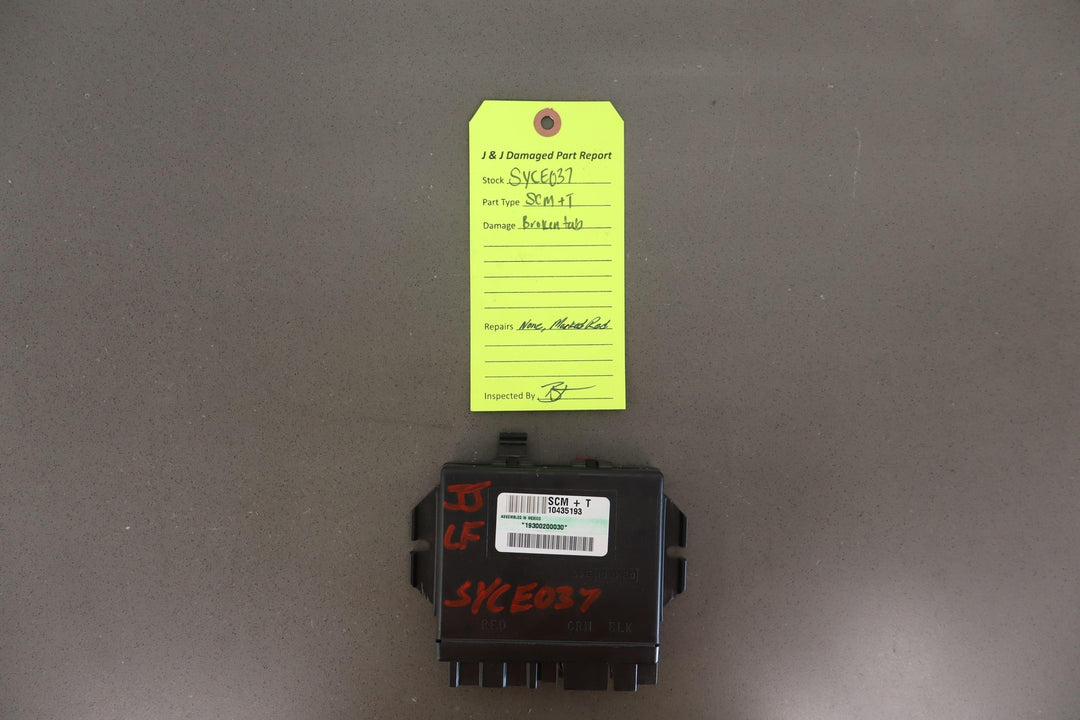 J & J Damaged Part Report
Stock SYCE037
Part Type SCM + T
Damage Broken tab
Repairs None, Marked Red
Inspected By
SCM + T
10435193
ASSEMBLED IN MEXICO
"19300200030"
JJ
LF
SYCE037
RED GRN BLK